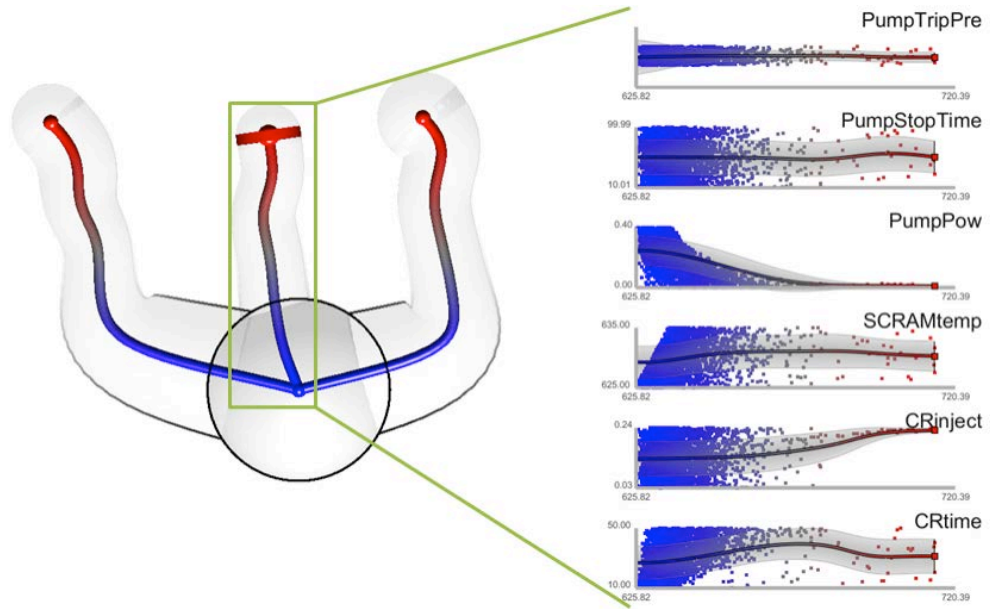 PumpTripPre
625.82 720.39
PumpStopTime
99.99
10.01
625.82 720.39
PumpPow
0.40
0.00
625.82 720.39
SCRAMtemp
635.00
625.00
625.82 720.39
CRinject
0.24
0.03
625.82 720.39
CRtime
50.00
10.00
625.82 720.39